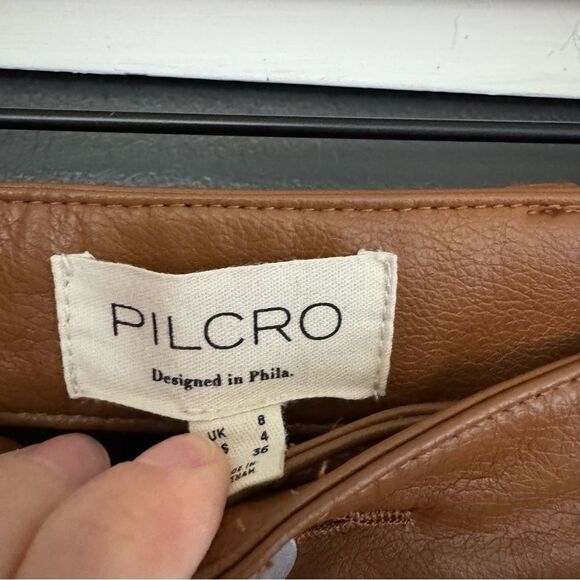 PILCRO
Designed in Phila.
UK 8
4
36